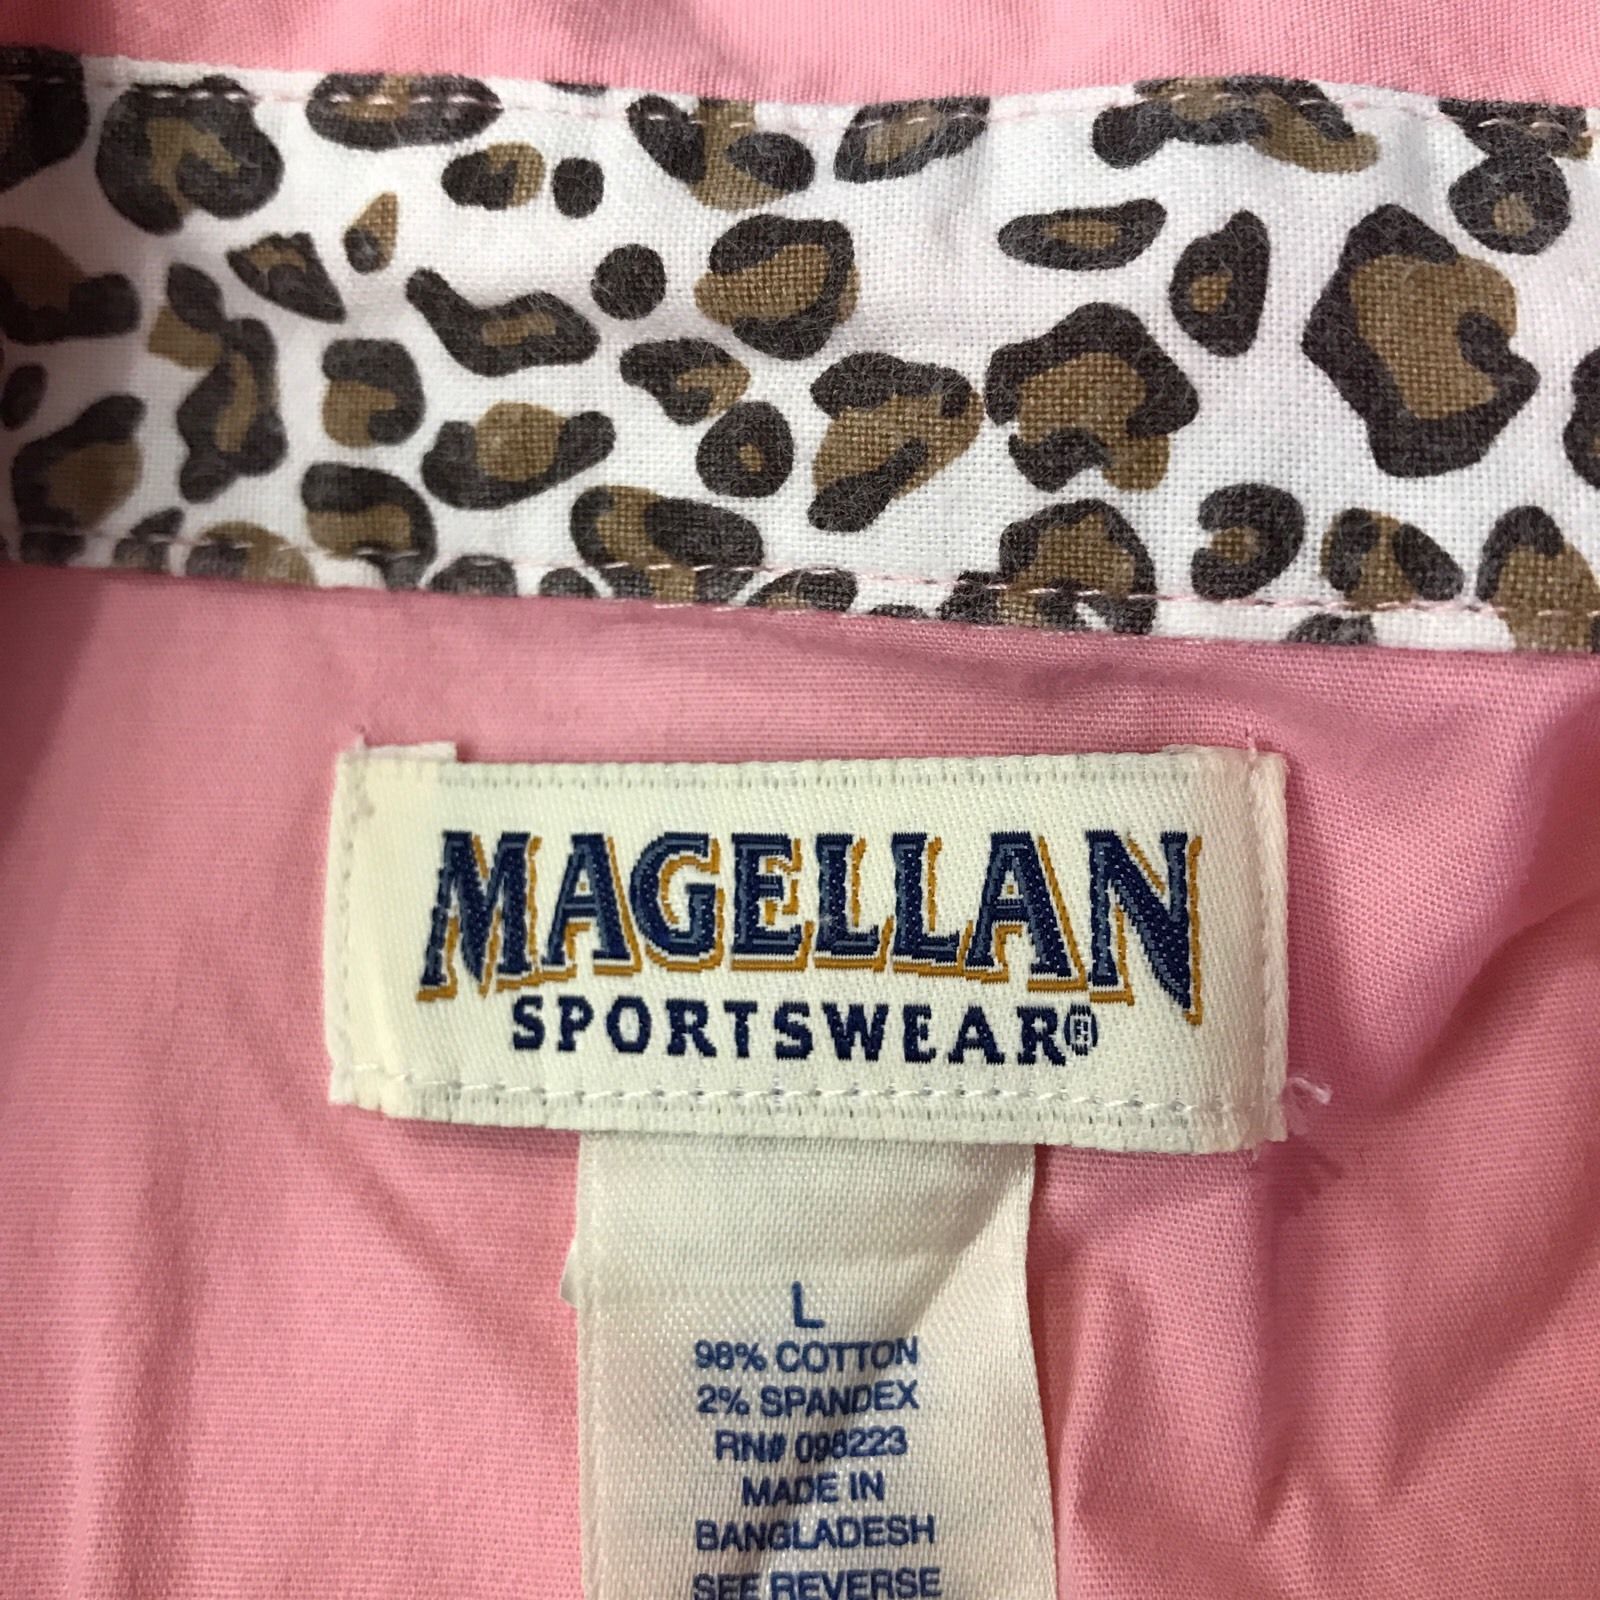 MAGELLAN
SPORTSWEAR®
L
98% COTTON
2% SPANDEX
RN# 098223
MADE IN
BANGLADESH
SEE REVERSE